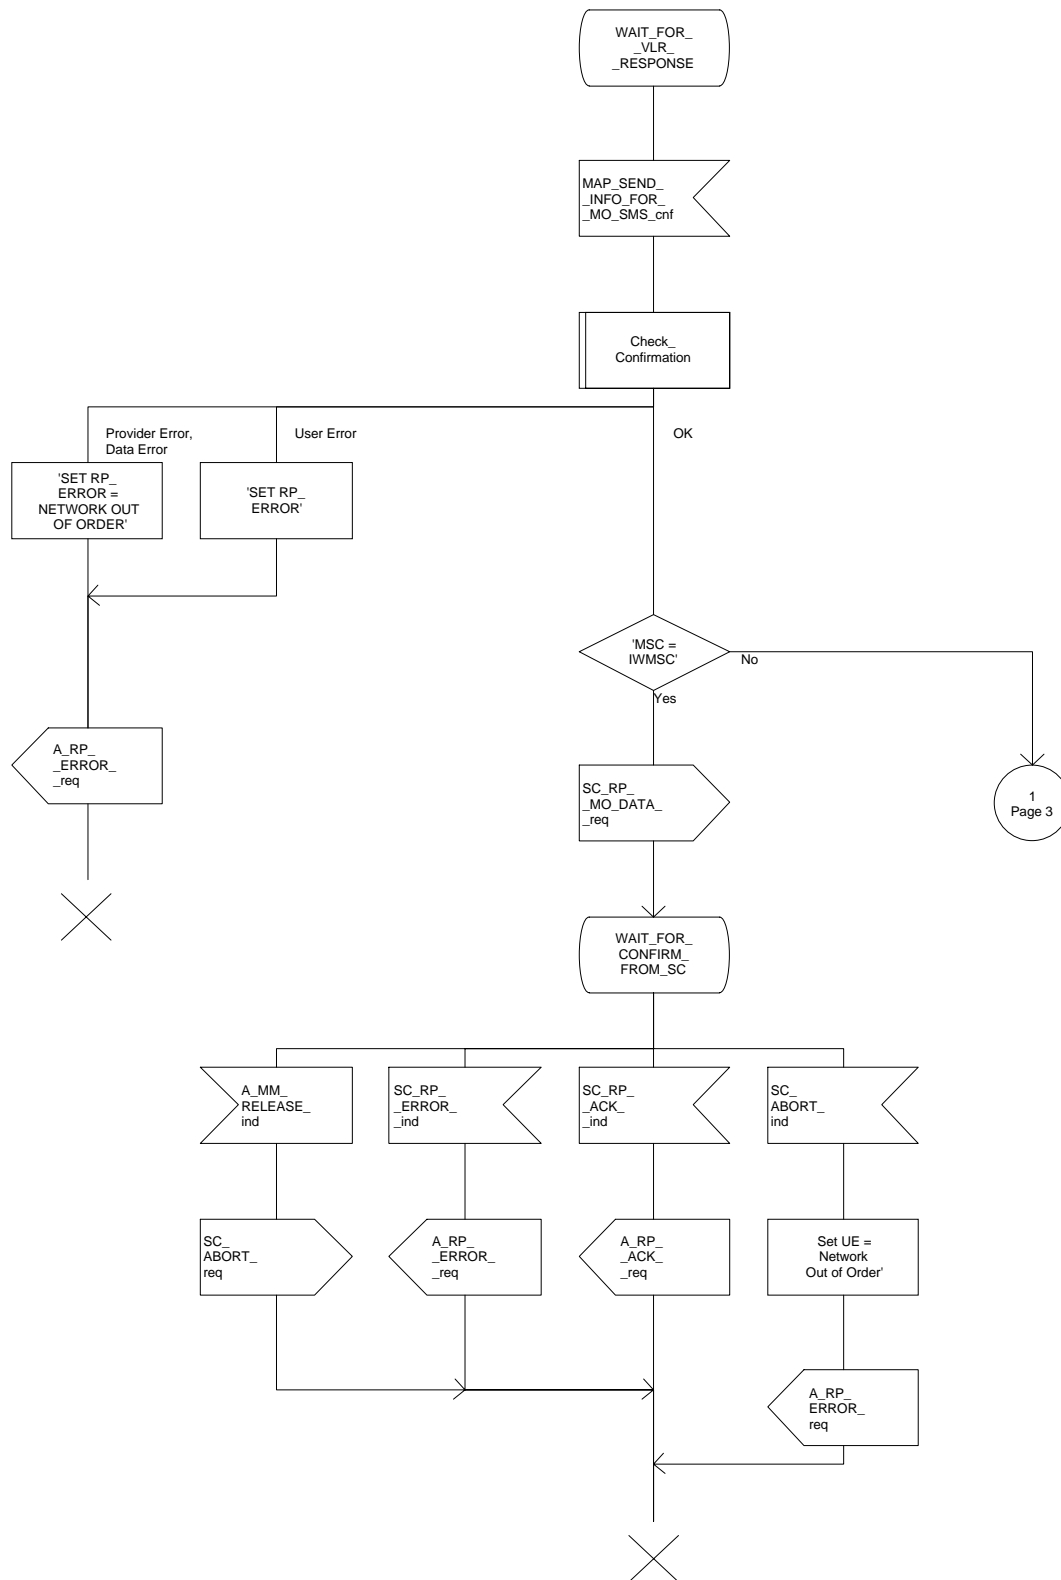 WAIT_FOR_
_VLR_
_RESPONSE
MAP_SEND_
_INFO_FOR_
_MO_SMS_cnf
Check_
Confirmation
Provider Error,
Data Error
User Error
OK
'SET RP_
ERROR =
NETWORK OUT
OF ORDER'
'SET RP_
ERROR'
'MSC =
IWMSC'
No
Yes
A_RP_
_ERROR_
_req
SC_RP_
_MO_DATA_
_req
1
Page 3
WAIT_FOR_
CONFIRM_
FROM_SC
A_MM_
RELEASE_
ind
SC_RP_
_ERROR_
_ind
SC_RP_
_ACK_
_ind
SC_
ABORT_
ind
SC_
ABORT_
req
A_RP_
_ERROR_
_req
A_RP_
_ACK_
_req
Set UE =
Network
Out of Order'
A_RP_
ERROR_
req